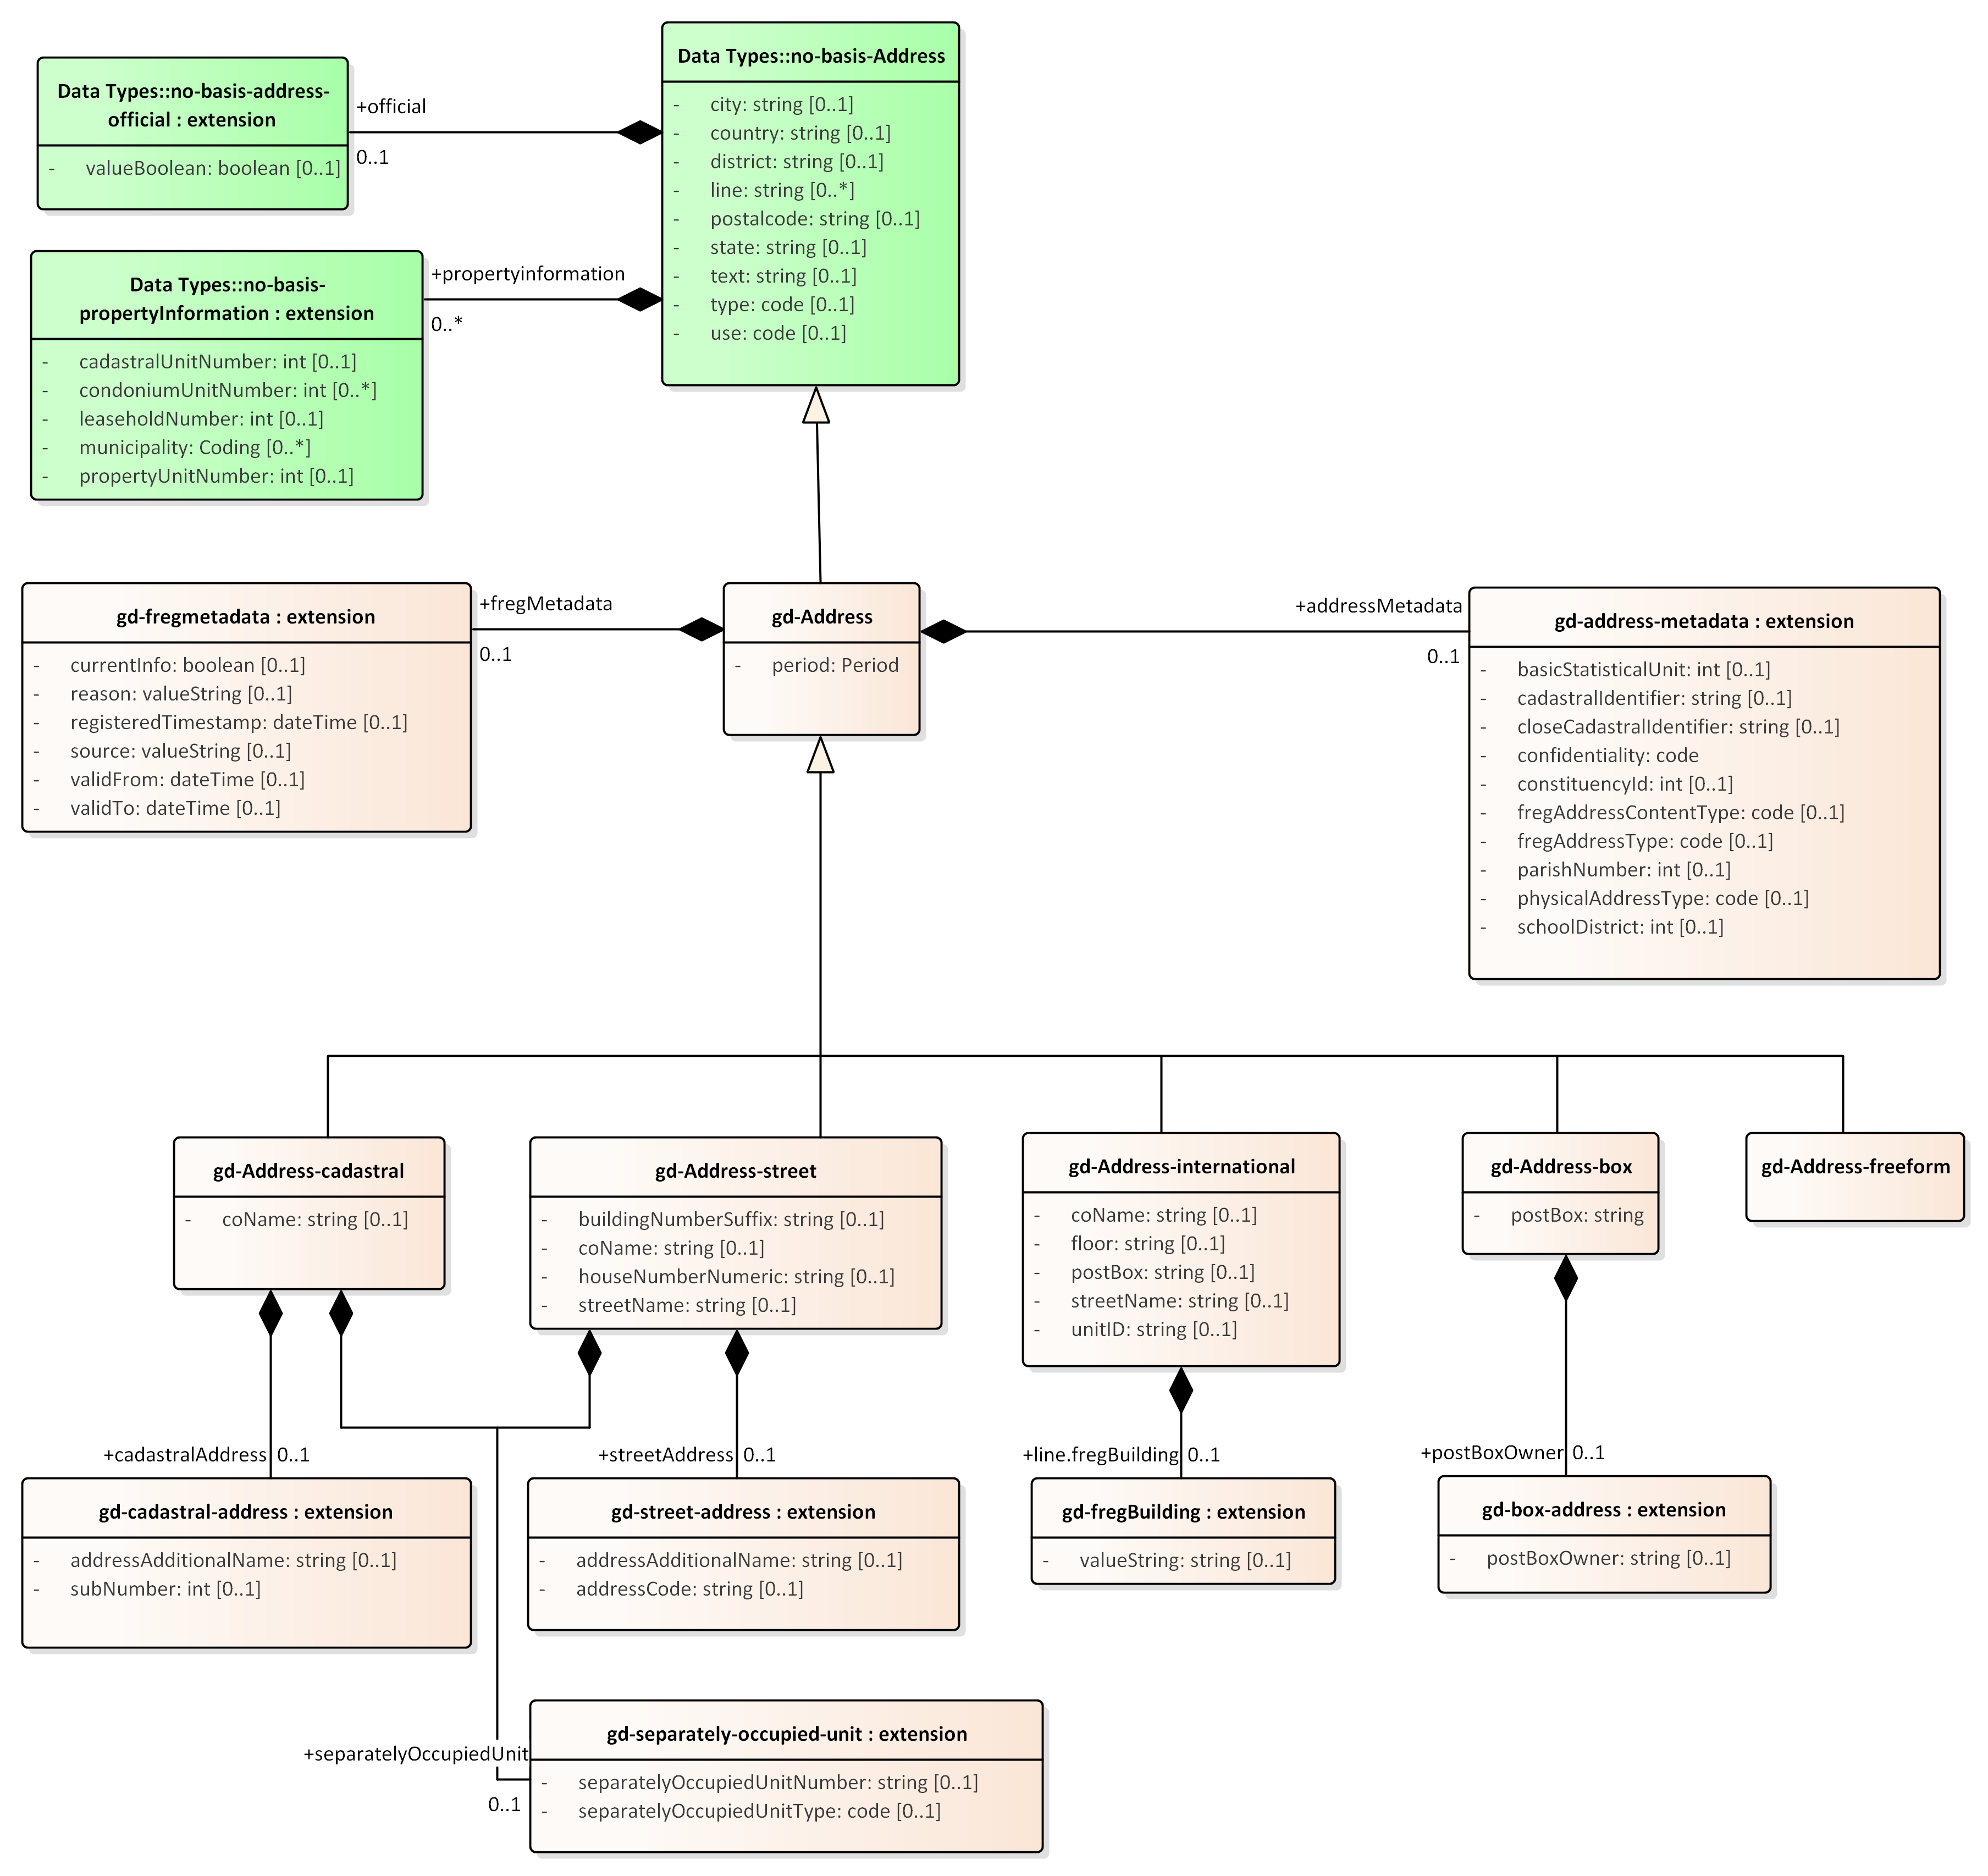 Data Types::no-basis-Address
- city: string [0..1]
- country: string [0..1]
- district: string [0..1]
- line: string [0..*]
- postalcode: string [0..1]
- state: string [0..1]
- text: string [0..1]
- type: code [0..1]
- use: code [0..1]
Data Types::no-basis-address-
official : extension
- valueBoolean: boolean [0..1]
+official
0..1
Data Types::no-basis-
propertyInformation : extension
- cadastralUnitNumber: int [0..1]
- condoniumUnitNumber: int [0..*]
- leaseholdNumber: int [0..1]
- municipality: Coding [0..*]
- propertyUnitNumber: int [0..1]
+propertyinformation
0..*
gd-fregmetadata : extension
- currentInfo: boolean [0..1]
- reason: valueString [0..1]
- registeredTimestamp: dateTime [0..1]
- source: valueString [0..1]
- validFrom: dateTime [0..1]
- validTo: dateTime [0..1]
+fregMetadata
0..1
gd-Address
- period: Period
+addressMetadata
0..1
gd-address-metadata : extension
- basicStatisticalUnit: int [0..1]
- cadastralIdentifier: string [0..1]
- closeCadastralIdentifier: string [0..1]
- confidentiality: code
- constituencyId: int [0..1]
- fregAddressContentType: code [0..1]
- fregAddressType: code [0..1]
- parishNumber: int [0..1]
- physicalAddressType: code [0..1]
- schoolDistrict: int [0..1]
gd-Address-cadastral
- coName: string [0..1]
gd-Address-street
- buildingNumberSuffix: string [0..1]
- coName: string [0..1]
- houseNumberNumeric: string [0..1]
- streetName: string [0..1]
gd-Address-international
- coName: string [0..1]
- floor: string [0..1]
- postBox: string [0..1]
- streetName: string [0..1]
- unitID: string [0..1]
gd-Address-box
- postBox: string
gd-Address-freeform
+cadastralAddress 0..1
+streetAddress 0..1
+line.fregBuilding 0..1
+postBoxOwner 0..1
gd-cadastral-address : extension
- addressAdditionalName: string [0..1]
- subNumber: int [0..1]
gd-street-address : extension
- addressAdditionalName: string [0..1]
- addressCode: string [0..1]
gd-fregBuilding : extension
- valueString: string [0..1]
gd-box-address : extension
- postBoxOwner: string [0..1]
+separatelyOccupiedUnit
0..1
gd-separately-occupied-unit : extension
- separatelyOccupiedUnitNumber: string [0..1]
- separatelyOccupiedUnitType: code [0..1]